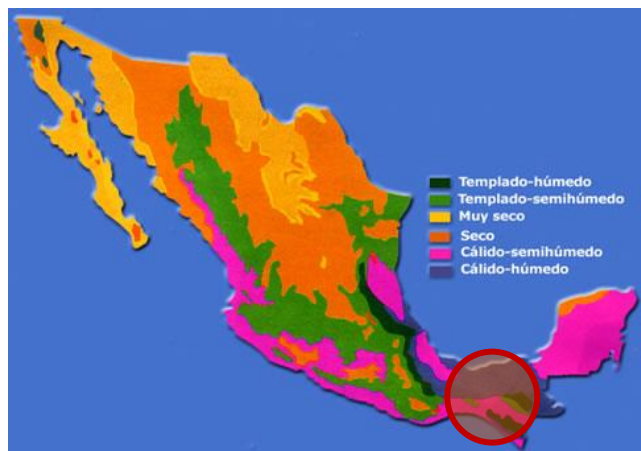 Templado-húmedo
Templado-semihúmedo
Muy seco
Seco
Cálido-semihúmedo
Cálido-húmedo